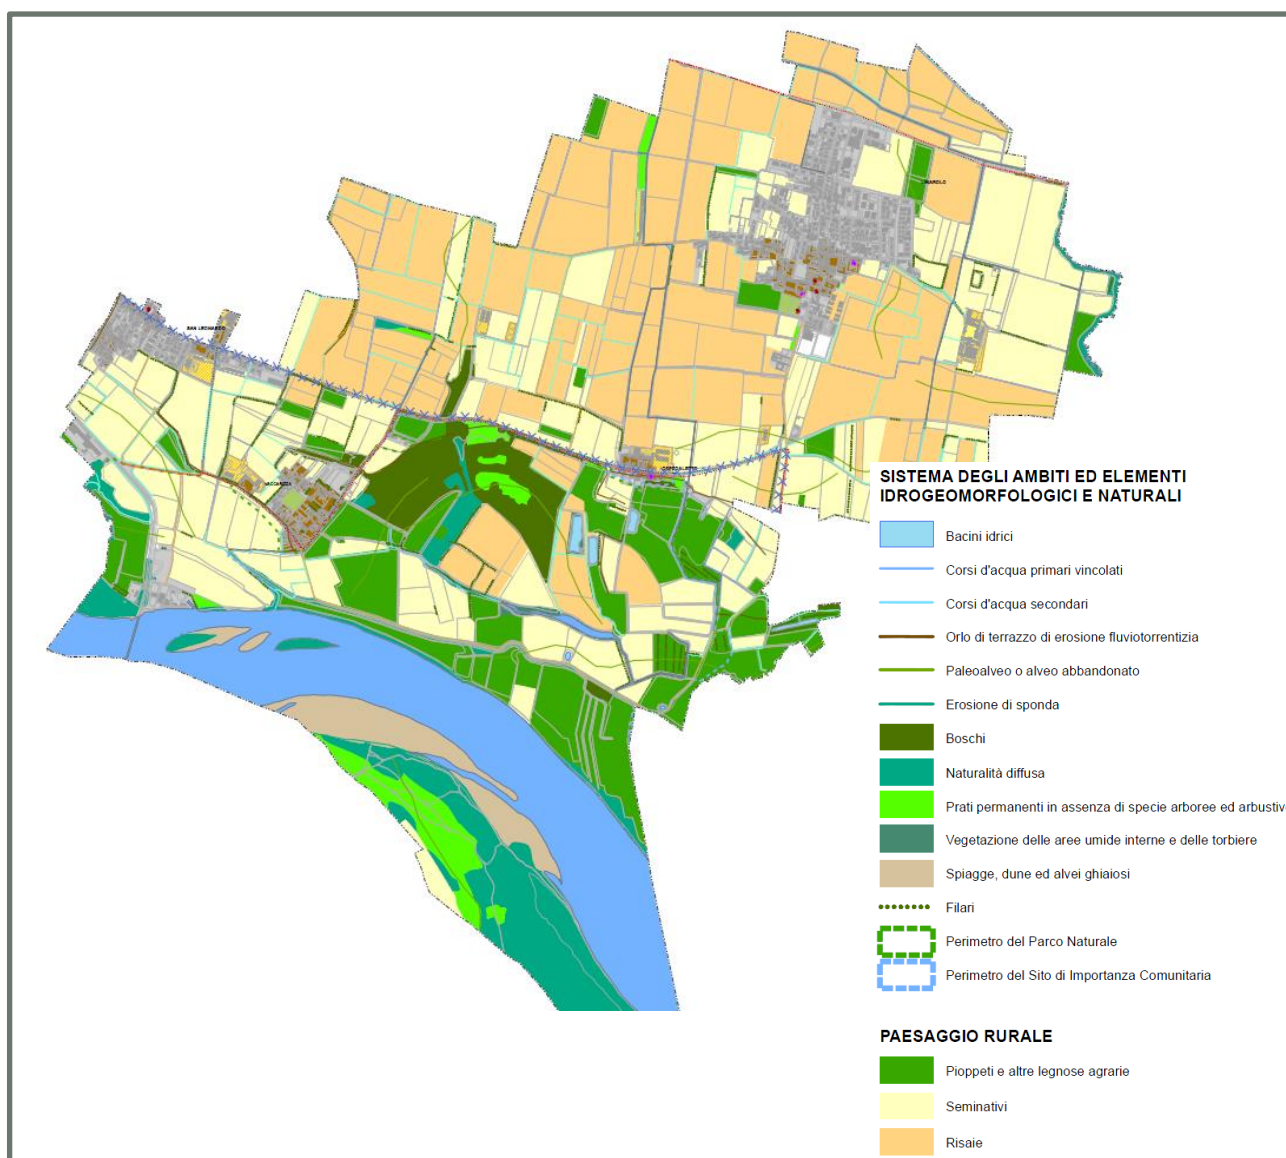 SAN LEONARDO
SISTEMA DEGLI AMBITI ED ELEMENTI
IDROGEOMORFOLOGICI E NATURALI
Bacini idrici
Corsi d'acqua primari vincolati
Corsi d'acqua secondari
Orlo di terrazzo di erosione fluviotorrentizia
Paleoalveo o alveo abbandonato
Erosione di sponda
Boschi
Naturalità diffusa
Prati permanenti in assenza di specie arboree ed arbustive
Vegetazione delle aree umide interne e delle torbiere
Spiagge, dune ed alvei ghiaiosi
Filari
Perimetro del Parco Naturale
Perimetro del Sito di Importanza Comunitaria
PAESAGGIO RURALE
Pioppeti e altre legnose agrarie
Seminativi
Risaie